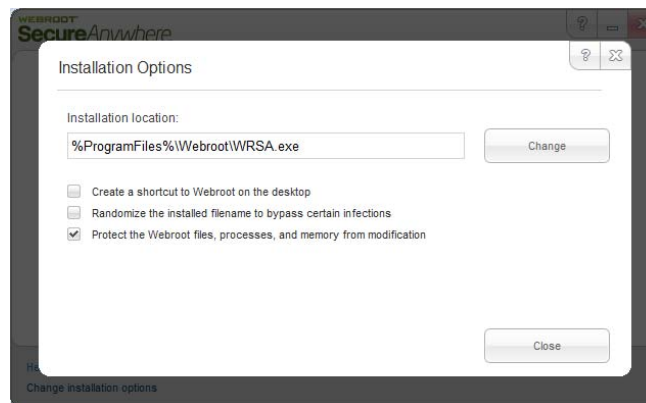 WEBROOT
SecureAnywhere
Installation Options
Installation location:
%ProgramFiles%\Webroot\WRSA.exe
Change
Create a shortcut to Webroot on the desktop
Randomize the installed filename to bypass certain infections
Protect the Webroot files, processes, and memory from modification
Close
Change installation options